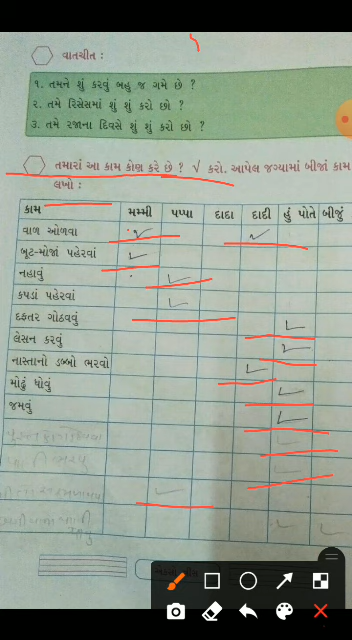 વાતચીત :
૧. તમને શું કરવું બહુ જ ગમે છે ?
૨. તમે રિસેસમાં શું શું કરો છો ?
૩. તમે રજાના દિવસે શું શું કરો છો ?
તમારાં આ કામ કોણ કરે છે ? √ કરો. આપેલ જગ્યામાં બીજાં કામ
લખો :
કામ મમ્મી પપ્પા દાદા દાદી હું પોતે બીજું
વાળ ઓળવા
બૂટ-મોજાં પહેરવાં
નહાવું
કપડાં પહેરવાં
દફતર ગોઠવવું
લેસન કરવું
નાસ્તાનો ડબ્બો ભરવો
મોઢું ધોવું
જમવું